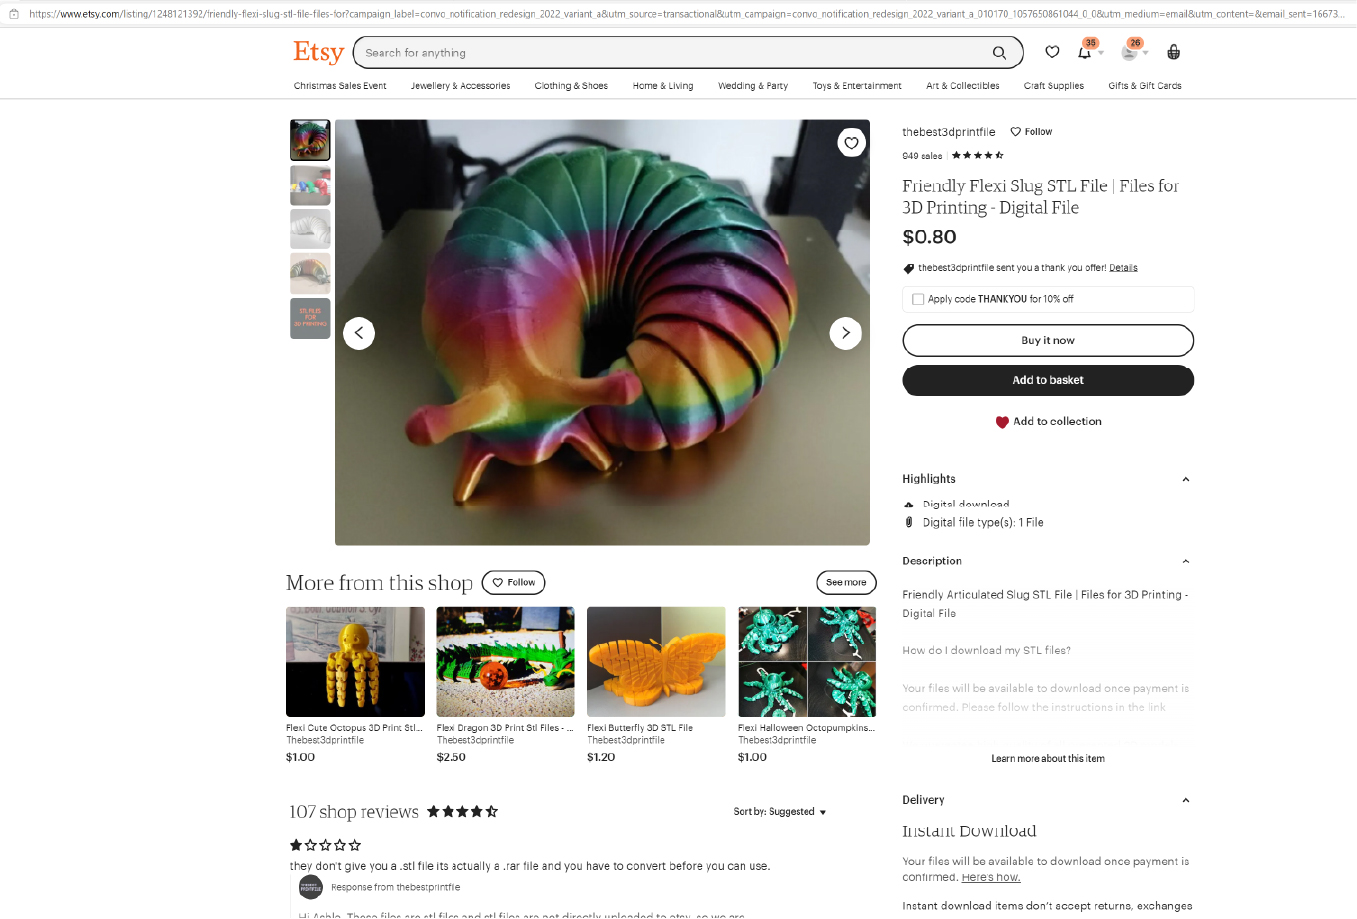 https://www.etsy.com/listing/1248121392/friendly-flexi-slug-stl-file-files-for?campaign_label=convo_notification_redesign_2022_variant_a&utm_source=transactional&utm_campaign=convo_notification_redesign_2022_variant_a_010170_1057650861044_0_0&utm_medium=email&utm_content=&email_sent=16673...
Etsy
Search for anything
35
26
Christmas Sales Event Jewellery & Accessories Clothing & Shoes Home & Living Wedding & Party Toys & Entertainment Art & Collectibles Craft Supplies Gifts & Gift Cards
STL FILES
FOR
3D PRINTING
thebest3dprintfile Follow
949 sales
Friendly Flexi Slug STL File | Files for
3D Printing - Digital File
$0.80
thebest3dprintfile sent you a thank you offer! Details
Apply code THANKYOU for 10% off
Buy it now
Add to basket
Add to collection
Highlights
Digital download
Digital file type(s): 1 File
Description
Friendly Articulated Slug STL File | Files for 3D Printing -
Digital File
How do I download my STL files?
Your files will be available to download once payment is
confirmed. Please follow the instructions in the link
Learn more about this item
Delivery
Instant Download
Your files will be available to download once payment is
confirmed. Here's how.
Instant download items don't accept returns, exchanges
More from this shop Follow See more
Flexi Cute Octopus 3D Print Stl...
Thebest3dprintfile
$1.00
Flexi Dragon 3D Print Stl Files - ...
Thebest3dprintfile
$2.50
Flexi Butterfly 3D STL File
Thebest3dprintfile
$1.20
Flexi Halloween Octopumpkins...
Thebest3dprintfile
$1.00
107 shop reviews Sort by: Suggested
they don't give you a .stl file its actually a .rar file and you have to convert before you can use.
Response from thebestprintfie
Hi Ashle, These files are stl files and stl files are not directly uploaded to etsy, so we are